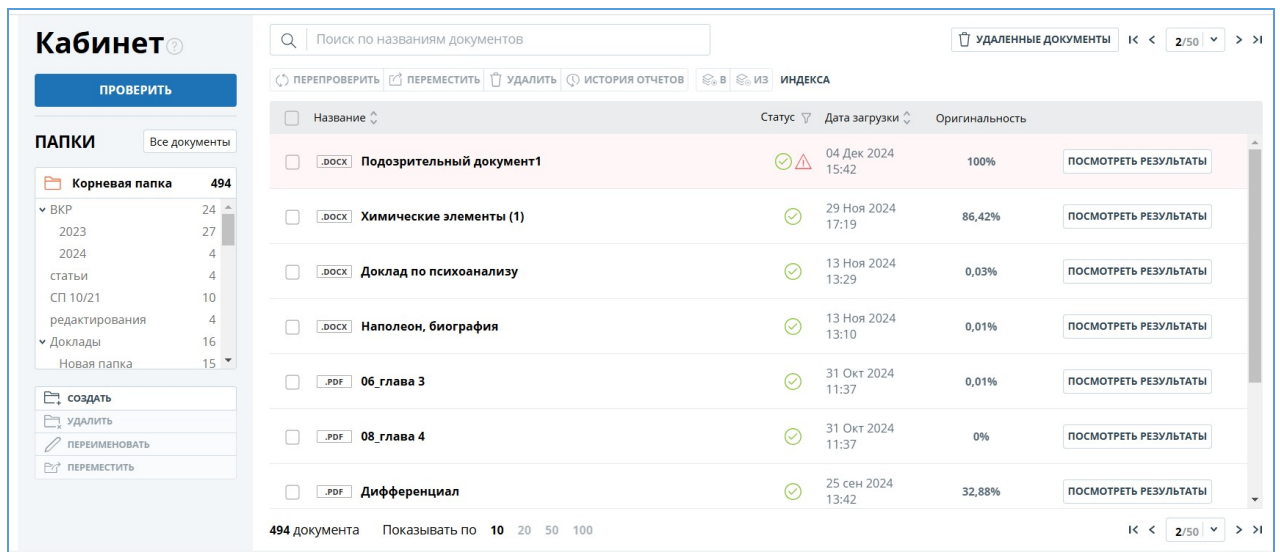 Кабинет ?
ПРОВЕРИТЬ
ПАПКИ Все документы
Корневая папка 494
ВКР 24
2023 27
2024 4
статьи 4
СП 10/21 10
редактирования 4
Доклады 16
Новая папка 15
СОЗДАТЬ
УДАЛИТЬ
ПЕРЕИМЕНОВАТЬ
ПЕРЕМЕСТИТЬ
Поиск по названиям документов
УДАЛЕННЫЕ ДОКУМЕНТЫ 2/50
ПЕРЕПРОВЕРИТЬ ПЕРЕМЕСТИТЬ УДАЛИТЬ ИСТОРИЯ ОТЧЕТОВ В ИЗ ИНДЕКСА
Название Статус Дата загрузки Оригинальность
.DOCX Подозрительный документ1 04 Дек 2024 15:42 100% ПОСМОТРЕТЬ РЕЗУЛЬТАТЫ
.DOCX Химические элементы (1) 29 Ноя 2024 17:19 86,42% ПОСМОТРЕТЬ РЕЗУЛЬТАТЫ
.DOCX Доклад по психоанализу 13 Ноя 2024 13:29 0,03% ПОСМОТРЕТЬ РЕЗУЛЬТАТЫ
.DOCX Наполеон, биография 13 Ноя 2024 13:10 0,01% ПОСМОТРЕТЬ РЕЗУЛЬТАТЫ
.PDF 06_глава 3 31 Окт 2024 11:37 0,01% ПОСМОТРЕТЬ РЕЗУЛЬТАТЫ
.PDF 08_глава 4 31 Окт 2024 11:37 0% ПОСМОТРЕТЬ РЕЗУЛЬТАТЫ
.PDF Дифференциал 25 сен 2024 13:42 32,88% ПОСМОТРЕТЬ РЕЗУЛЬТАТЫ
494 документа Показывать по 10 20 50 100 2/50